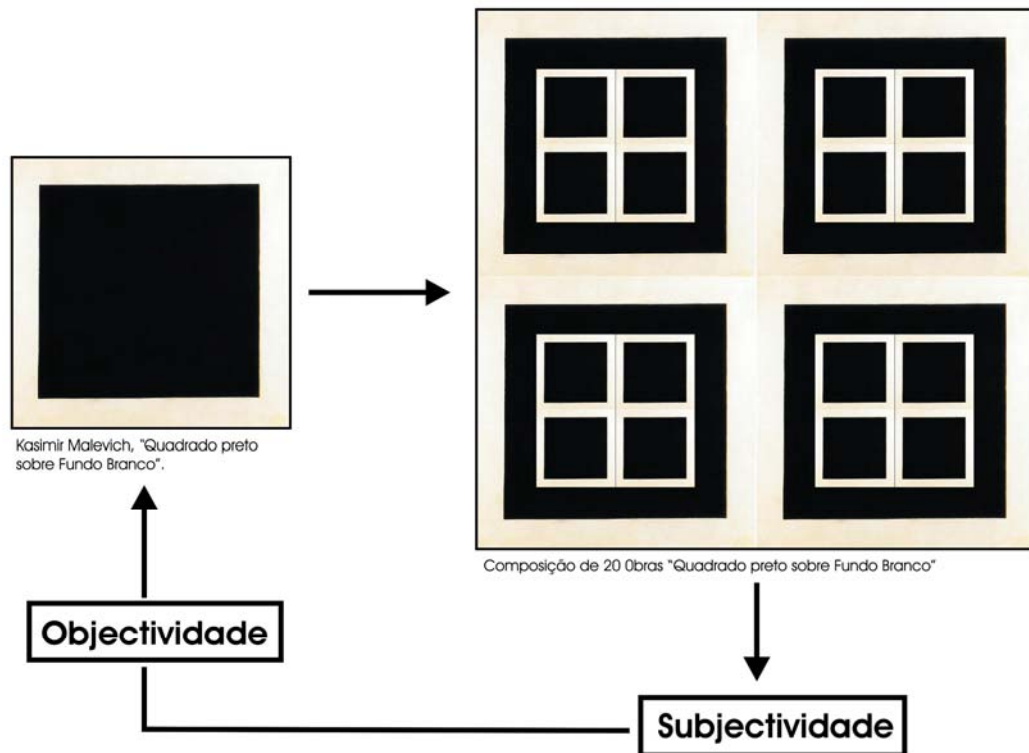 Kasimir Malevich, "Quadrado preto
sobre Fundo Branco".
Composição de 20 0bras "Quadrado preto sobre Fundo Branco"
Objectividade
Subjectividade